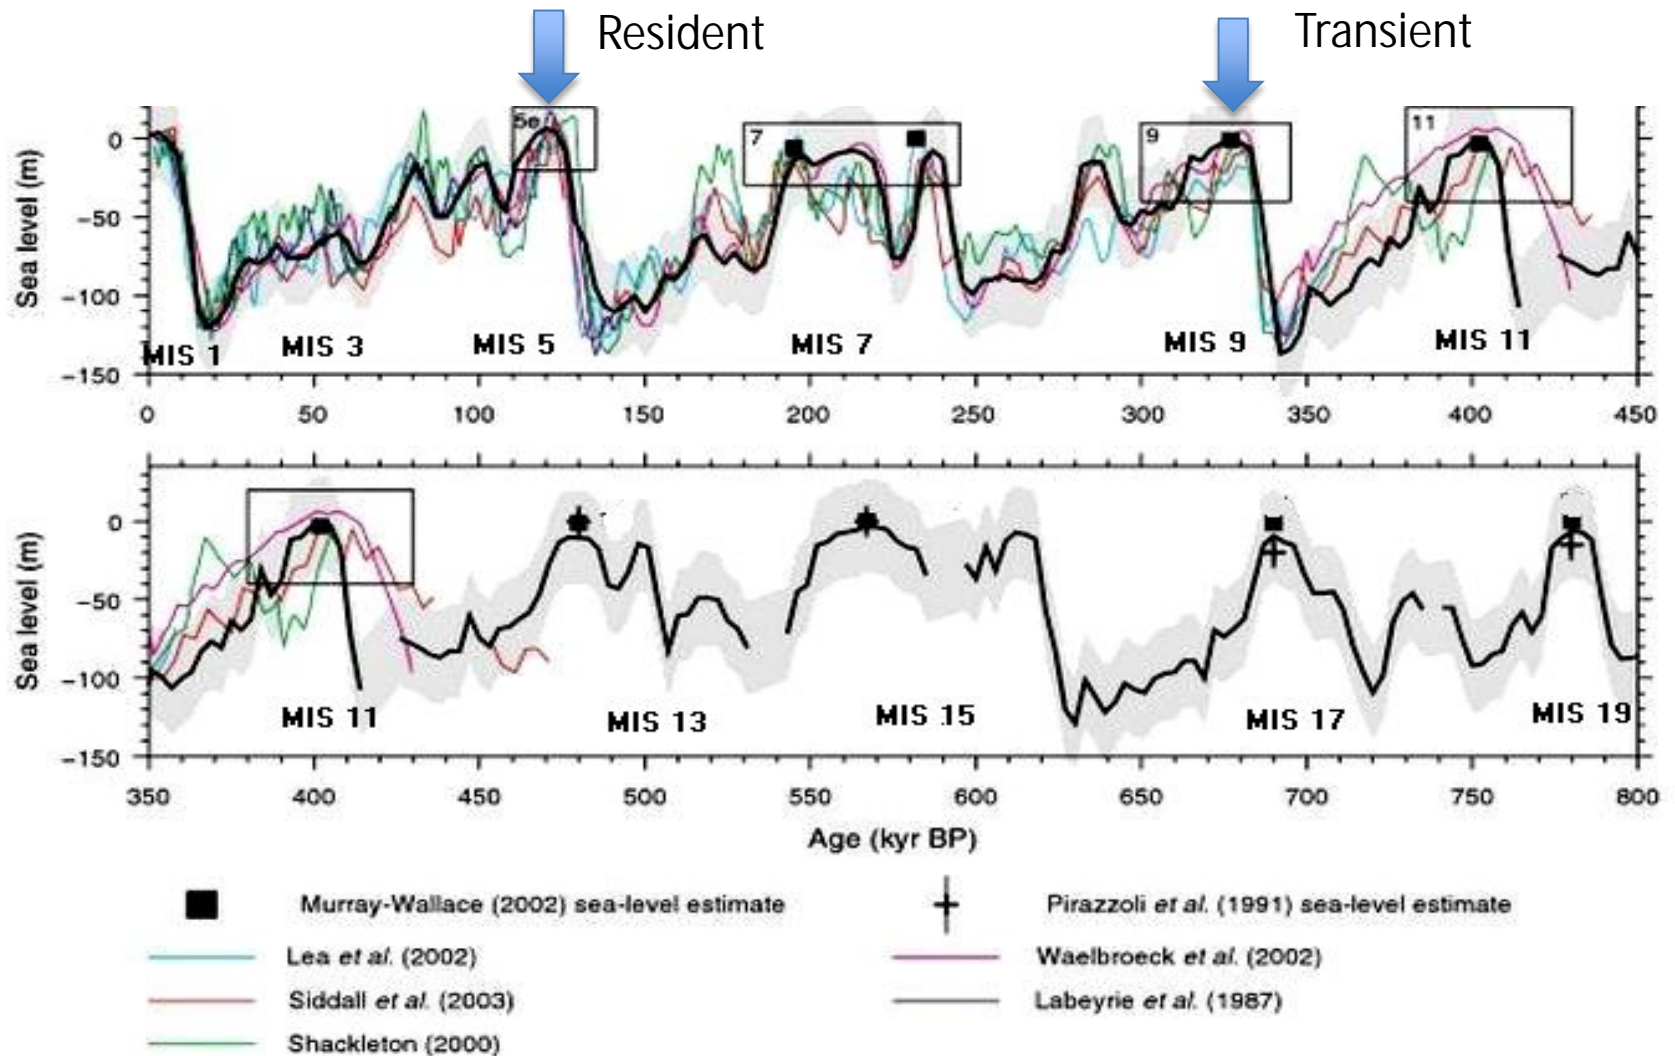 Resident Transient
Sea level (m)
0
−50
−100
−150
5e 7 9 11
MIS 1 MIS 3 MIS 5 MIS 7 MIS 9 MIS 11
0 50 100 150 200 250 300 350 400 450
Sea level (m)
0
−50
−100
−150
MIS 11 MIS 13 MIS 15 MIS 17 MIS 19
350 400 450 500 550 600 650 700 750 800
Age (kyr BP)
Murray-Wallace (2002) sea-level estimate
Pirazzoli et al. (1991) sea-level estimate
Lea et al. (2002)
Waelbroeck et al. (2002)
Siddall et al. (2003)
Labeyrie et al. (1987)
Shackleton (2000)